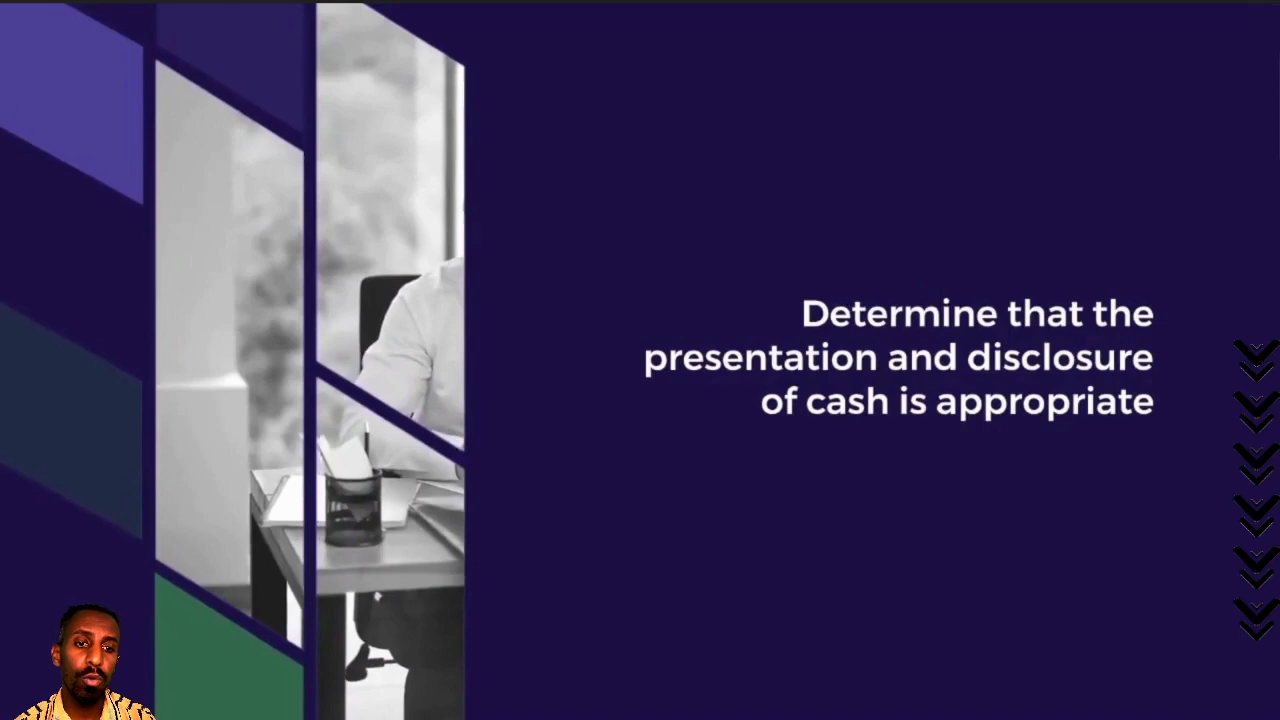 Determine that the
presentation and disclosure
of cash is appropriate